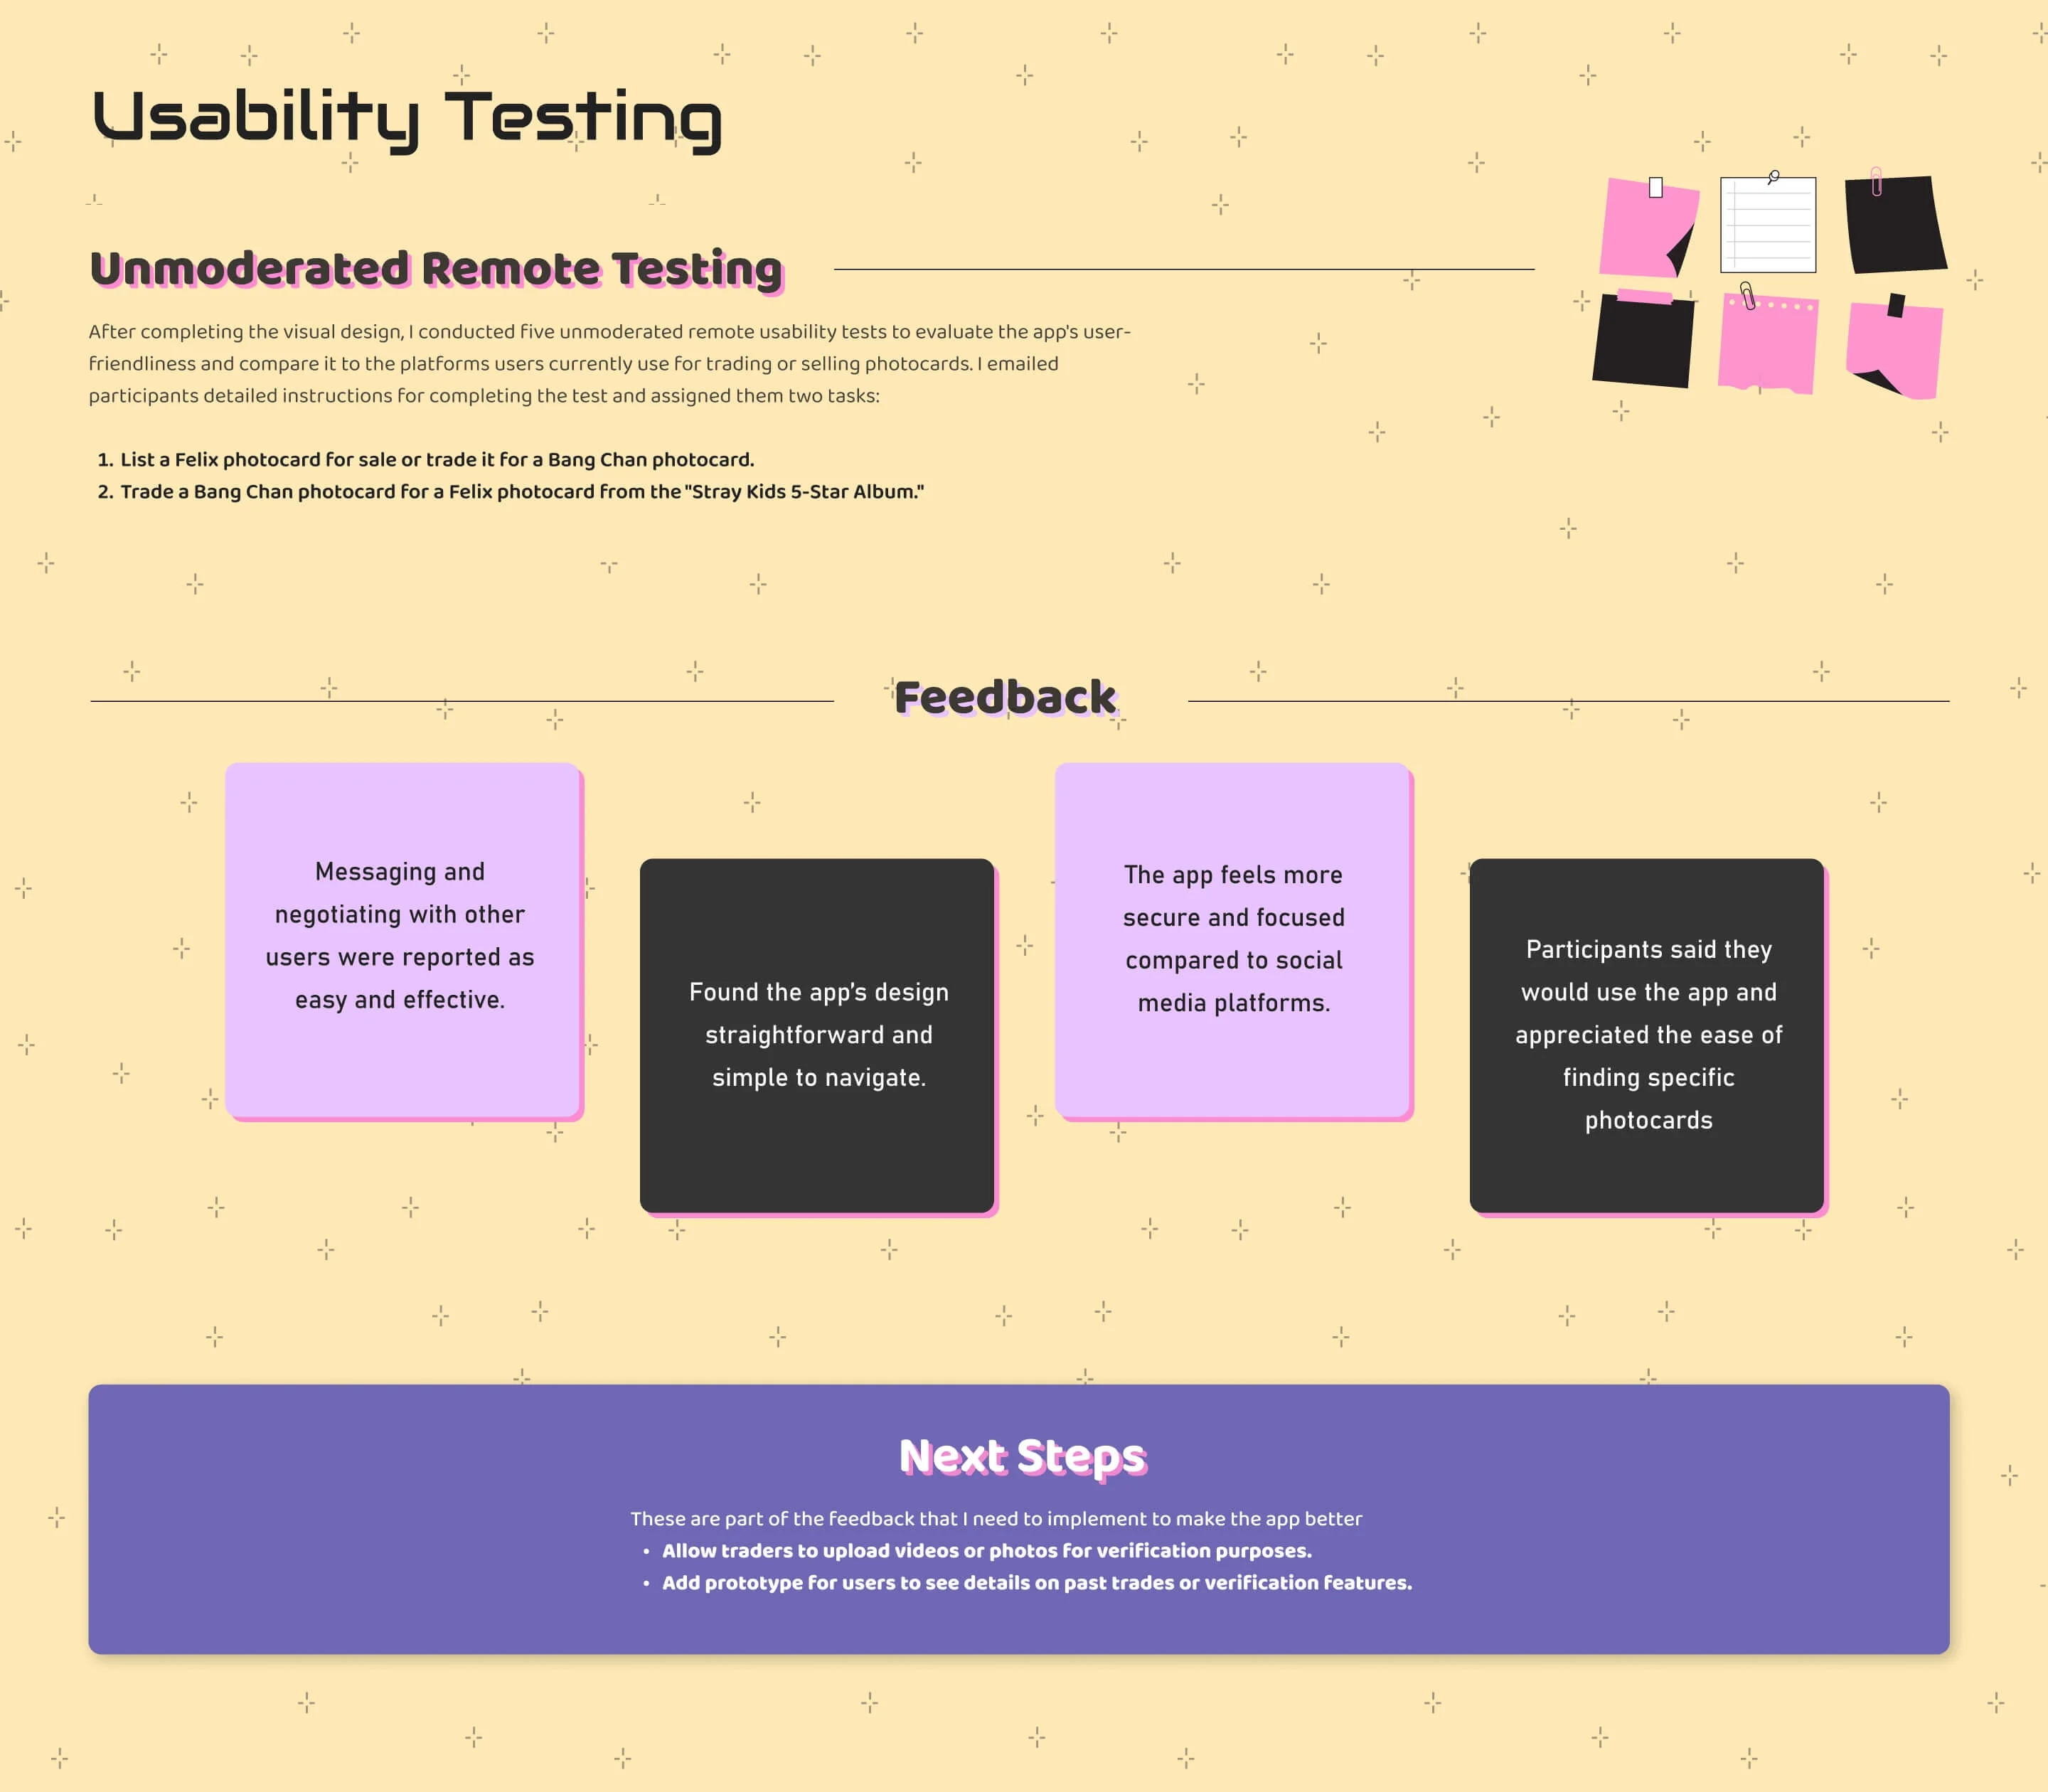 Usability Testing
Unmoderated Remote Testing
After completing the visual design, I conducted five unmoderated remote usability tests to evaluate the app's user-
friendliness and compare it to the platforms users currently use for trading or selling photocards. I emailed
participants detailed instructions for completing the test and assigned them two tasks:
1. List a Felix photocard for sale or trade it for a Bang Chan photocard.
2. Trade a Bang Chan photocard for a Felix photocard from the "Stray Kids 5-Star Album."
Feedback
Messaging and
negotiating with other
users were reported as
easy and effective.
Found the app’s design
straightforward and
simple to navigate.
The app feels more
secure and focused
compared to social
media platforms.
Participants said they
would use the app and
appreciated the ease of
finding specific
photocards
Next Steps
These are part of the feedback that I need to implement to make the app better
• Allow traders to upload videos or photos for verification purposes.
• Add prototype for users to see details on past trades or verification features.